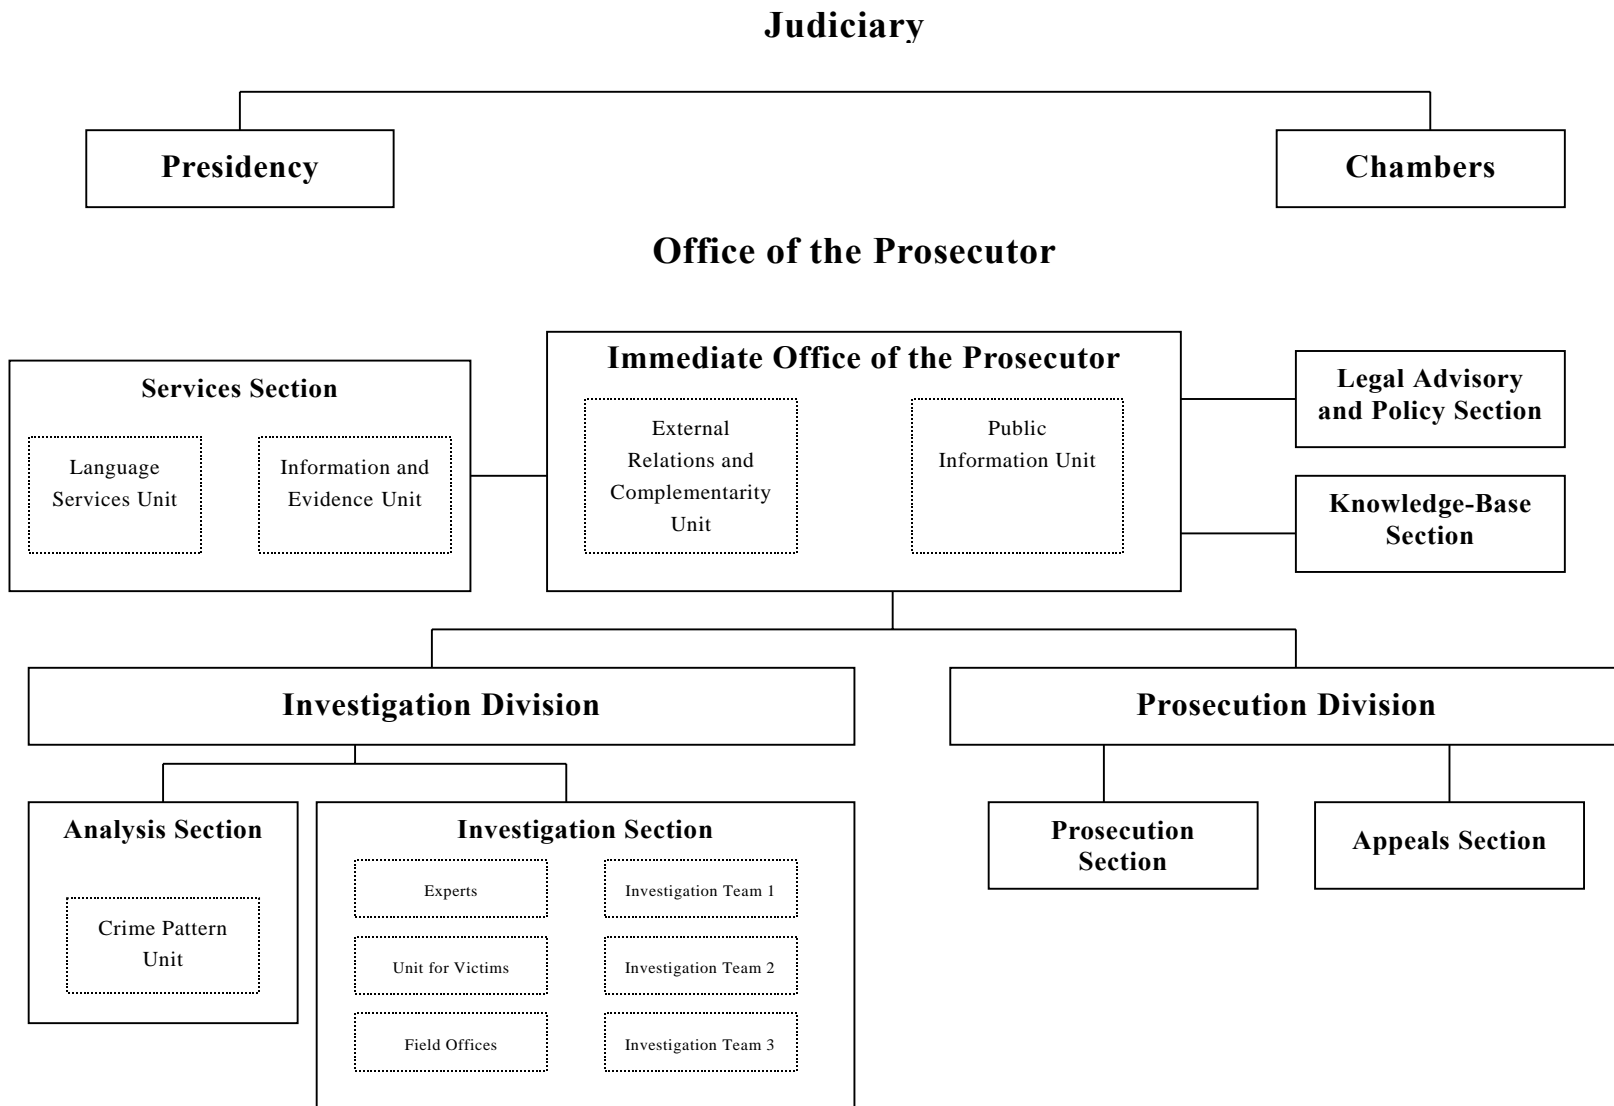 Judiciary
Presidency
Chambers
Office of the Prosecutor
Services Section
Language
Services Unit
Information and
Evidence Unit
Immediate Office of the Prosecutor
External
Relations and
Complementarity
Unit
Public
Information Unit
Legal Advisory
and Policy Section
Knowledge-Base
Section
Investigation Division
Prosecution Division
Analysis Section
Crime Pattern
Unit
Investigation Section
Experts
Investigation Team 1
Unit for Victims
Investigation Team 2
Field Offices
Investigation Team 3
Prosecution
Section
Appeals Section